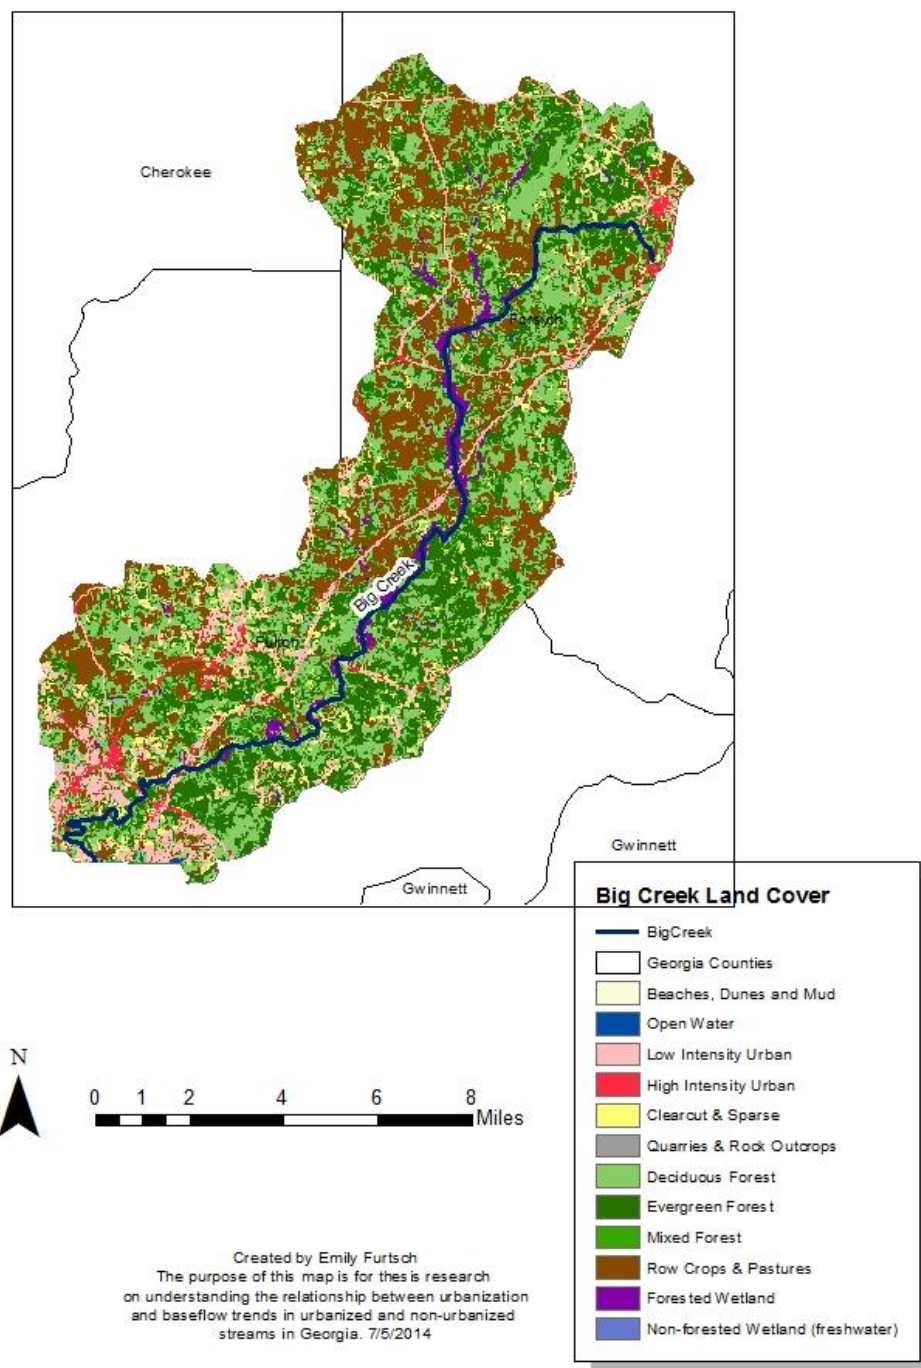 Cherokee
Forsyth
Big Creek
Fulton
Gwinnett
Gwinnett
Big Creek Land Cover
BigCreek
Georgia Counties
Beaches, Dunes and Mud
Open Water
Low Intensity Urban
High Intensity Urban
Clearcut & Sparse
Quarries & Rock Outcrops
Deciduous Forest
Evergreen Forest
Mixed Forest
Row Crops & Pastures
Forested Wetland
Non-forested Wetland (freshwater)
N
0 1 2 4 6 8
Miles
Created by Emily Furtsch
The purpose of this map is for thesis research
on understanding the relationship between urbanization
and baseflow trends in urbanized and non-urbanized
streams in Georgia. 7/5/2014